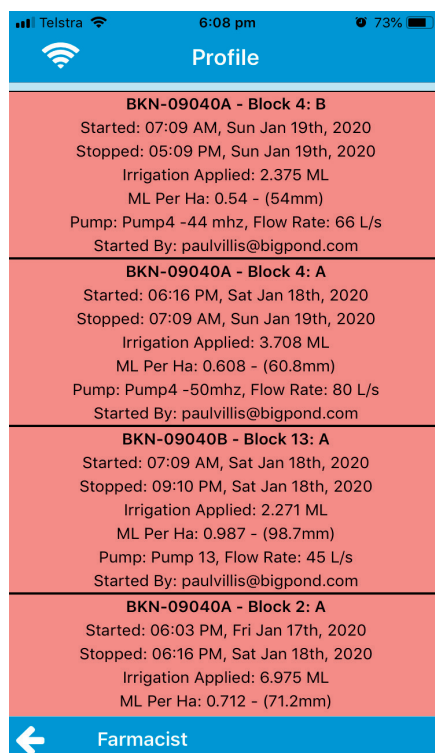 Telstra 6:08 pm 73%
Profile
BKN-09040A - Block 4: B
Started: 07:09 AM, Sun Jan 19th, 2020
Stopped: 05:09 PM, Sun Jan 19th, 2020
Irrigation Applied: 2.375 ML
ML Per Ha: 0.54 - (54mm)
Pump: Pump4 -44 mhz, Flow Rate: 66 L/s
Started By: paulvillis@bigpond.com
BKN-09040A - Block 4: A
Started: 06:16 PM, Sat Jan 18th, 2020
Stopped: 07:09 AM, Sun Jan 19th, 2020
Irrigation Applied: 3.708 ML
ML Per Ha: 0.608 - (60.8mm)
Pump: Pump4 -50mhz, Flow Rate: 80 L/s
Started By: paulvillis@bigpond.com
BKN-09040B - Block 13: A
Started: 07:09 AM, Sat Jan 18th, 2020
Stopped: 09:10 PM, Sat Jan 18th, 2020
Irrigation Applied: 2.271 ML
ML Per Ha: 0.987 - (98.7mm)
Pump: Pump 13, Flow Rate: 45 L/s
Started By: paulvillis@bigpond.com
BKN-09040A - Block 2: A
Started: 06:03 PM, Fri Jan 17th, 2020
Stopped: 06:16 PM, Sat Jan 18th, 2020
Irrigation Applied: 6.975 ML
ML Per Ha: 0.712 - (71.2mm)
Farmacist